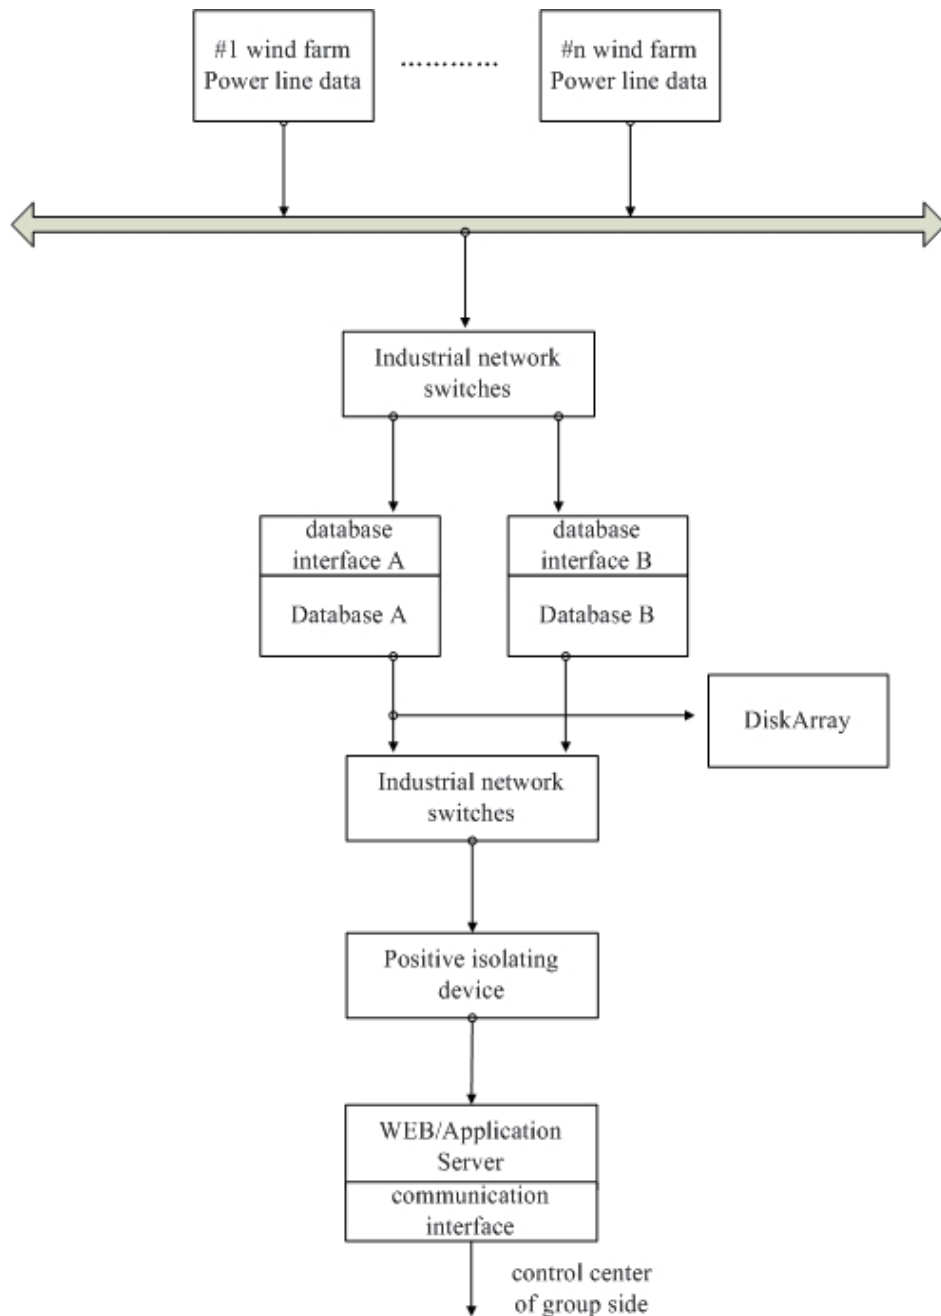 #1 wind farm
Power line data
…………
#n wind farm
Power line data
Industrial network
switches
database
interface A
Database A
database
interface B
Database B
DiskArray
Industrial network
switches
Positive isolating
device
WEB/Application
Server
communication
interface
control center
of group side